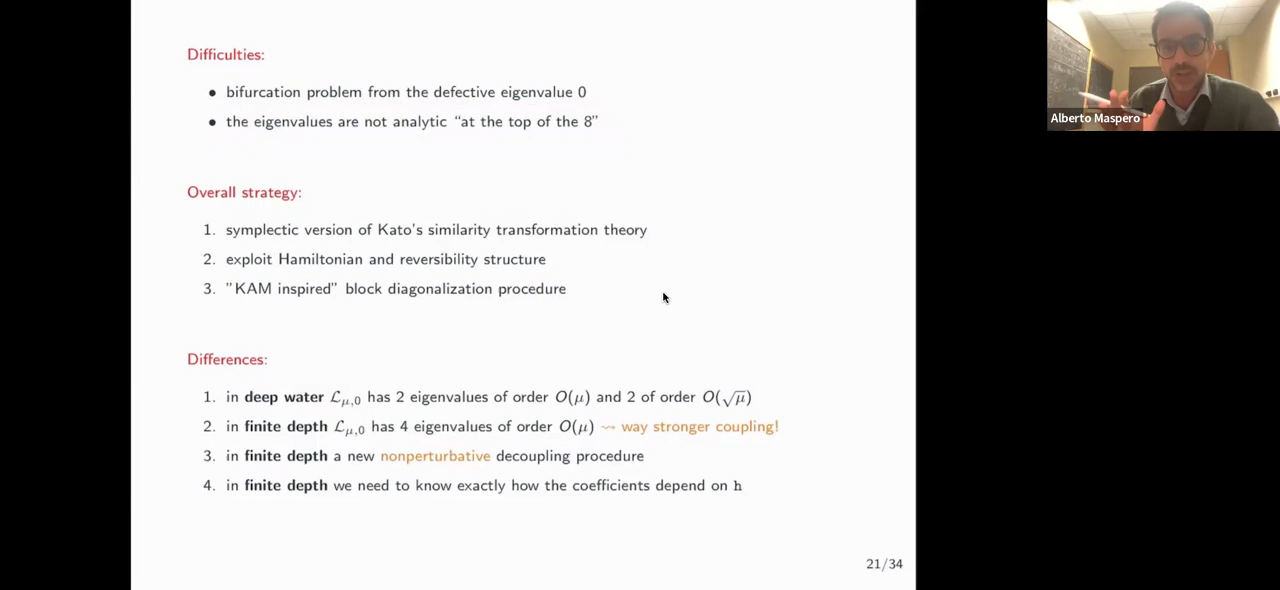 Difficulties:
• bifurcation problem from the defective eigenvalue 0
• the eigenvalues are not analytic “at the top of the 8”
Overall strategy:
1. symplectic version of Kato's similarity transformation theory
2. exploit Hamiltonian and reversibility structure
3. ”KAM inspired” block diagonalization procedure
Differences:
1. in deep water ℒμ,0 has 2 eigenvalues of order O(μ) and 2 of order O(√μ)
2. in finite depth ℒμ,0 has 4 eigenvalues of order O(μ) ⇝ way stronger coupling!
3. in finite depth a new nonperturbative decoupling procedure
4. in finite depth we need to know exactly how the coefficients depend on h
21/34
Alberto Maspero